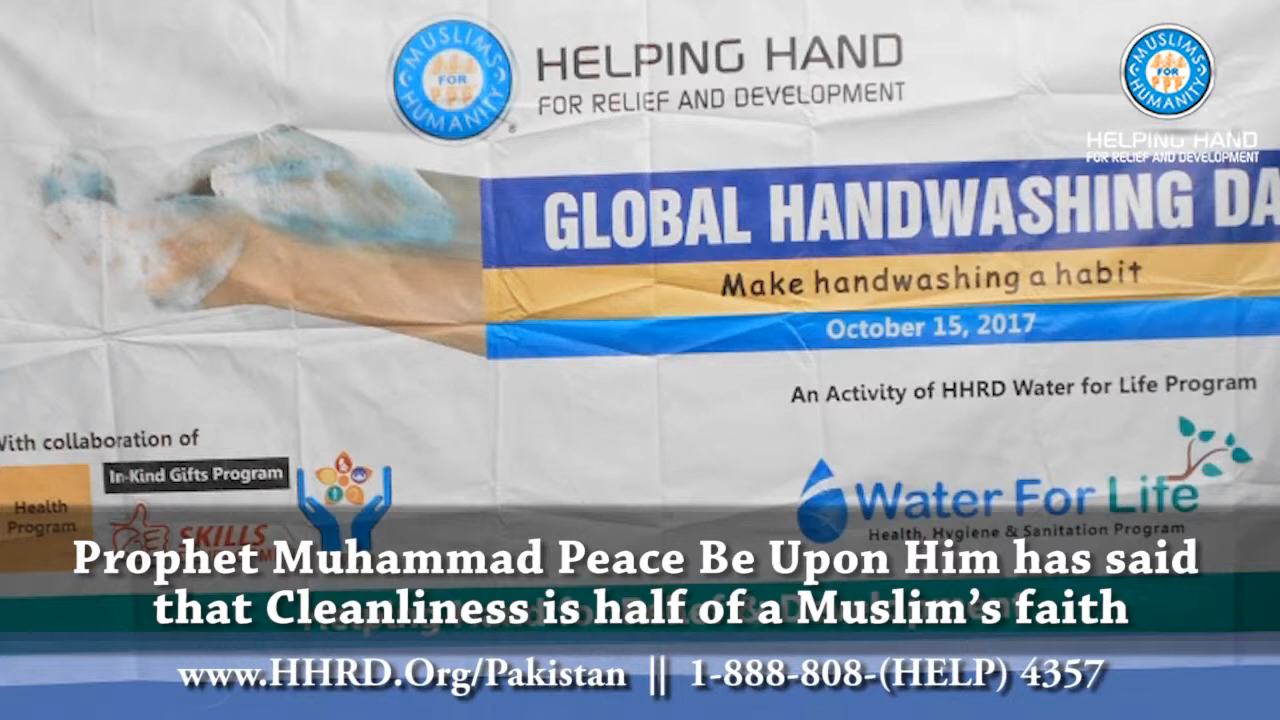 MUSLIMS FOR HUMANITY
HELPING HAND
FOR RELIEF AND DEVELOPMENT
MUSLIMS FOR HUMANITY
HELPING HAND
FOR RELIEF AND DEVELOPMENT
GLOBAL HANDWASHING DA
Make handwashing a habit
October 15, 2017
An Activity of HHRD Water for Life Program
With collaboration of
In-Kind Gifts Program
Health
Program
SKILLS
Water For Life
Health, Hygiene & Sanitation Program
Prophet Muhammad Peace Be Upon Him has said
that Cleanliness is half of a Muslim's faith
www.HHRD.Org/Pakistan || 1-888-808-(HELP) 4357